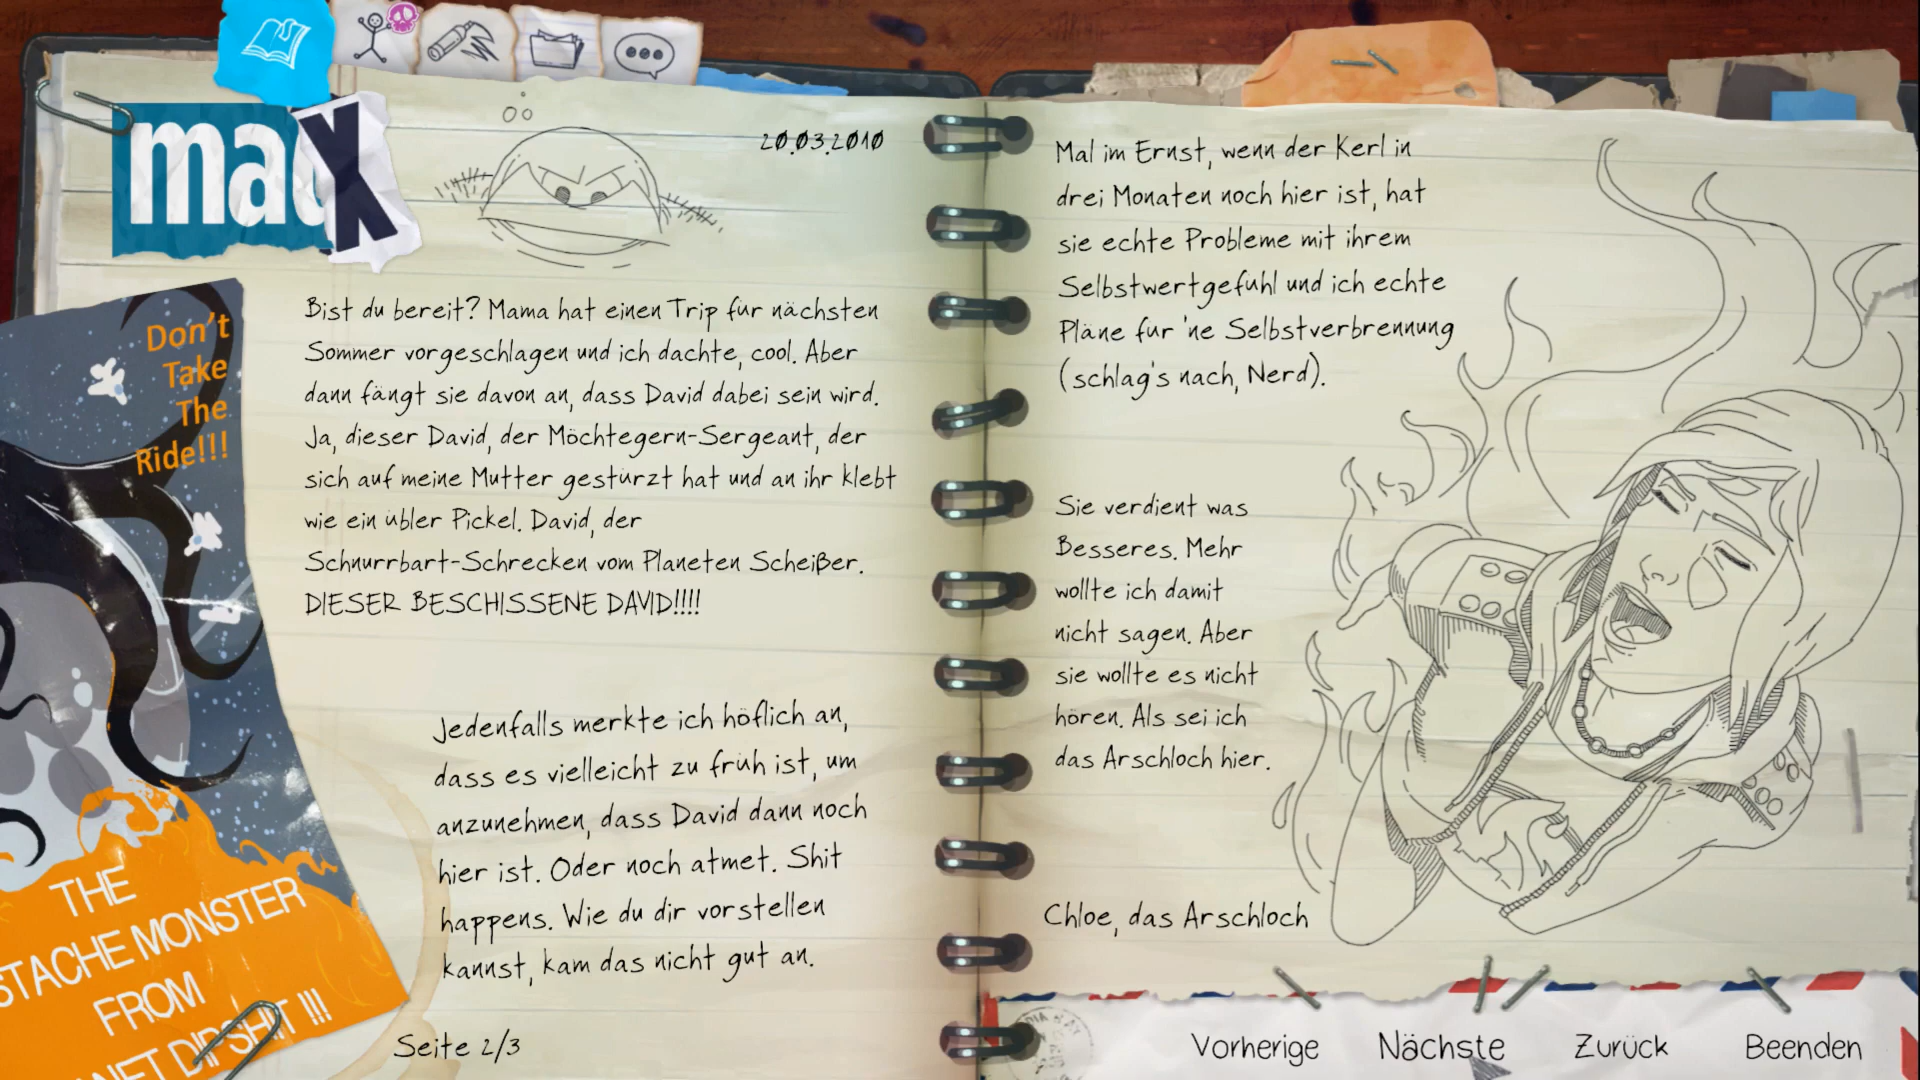 max
20.03.2010
Don't
Take
The
Ride!!!
Bist du bereit? Mama hat einen Trip für nächsten
Sommer vorgeschlagen und ich dachte, cool. Aber
dann fängt sie davon an, dass David dabei sein wird.
Ja, dieser David, der Möchtegern-Sergeant, der
sich auf meine Mutter gestürzt hat und an ihr klebt
wie ein übler Pickel. David, der
Schnurrbart-Schrecken vom Planeten Scheißer.
DIESER BESCHISSENE DAVID!!!!
Jedenfalls merkte ich höflich an,
dass es vielleicht zu früh ist, um
anzunehmen, dass David dann noch
hier ist. Oder noch atmet. Shit
happens. Wie du dir vorstellen
kannst, kam das nicht gut an.
THE
STACHE MONSTER
FROM
NET DIPSHIT !!!
Seite 2/3
Mal im Ernst, wenn der Kerl in
drei Monaten noch hier ist, hat
sie echte Probleme mit ihrem
Selbstwertgefühl und ich echte
Pläne für 'ne Selbstverbrennung
(schlag's nach, Nerd).
Sie verdient was
Besseres. Mehr
wollte ich damit
nicht sagen. Aber
sie wollte es nicht
hören. Als sei ich
das Arschloch hier.
Chloe, das Arschloch
Vorherige Nächste Zurück Beenden